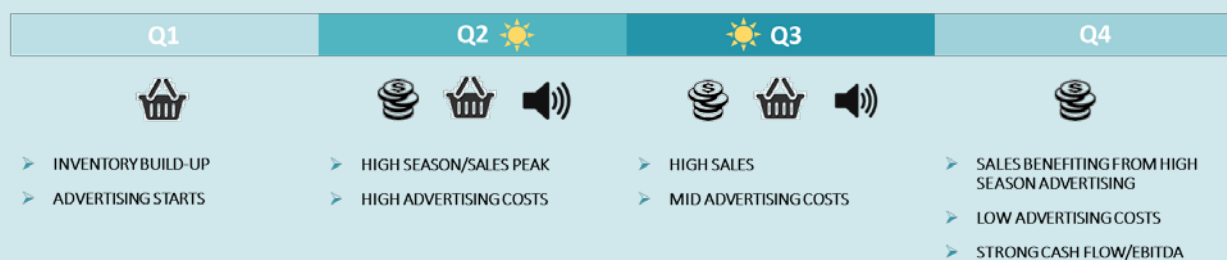 Q1
Q2
Q3
Q4
INVENTORY BUILD-UP
ADVERTISING STARTS
HIGH SEASON/SALES PEAK
HIGH ADVERTISING COSTS
HIGH SALES
MID ADVERTISING COSTS
SALES BENEFITING FROM HIGH
SEASON ADVERTISING
LOW ADVERTISING COSTS
STRONG CASH FLOW/EBITDA